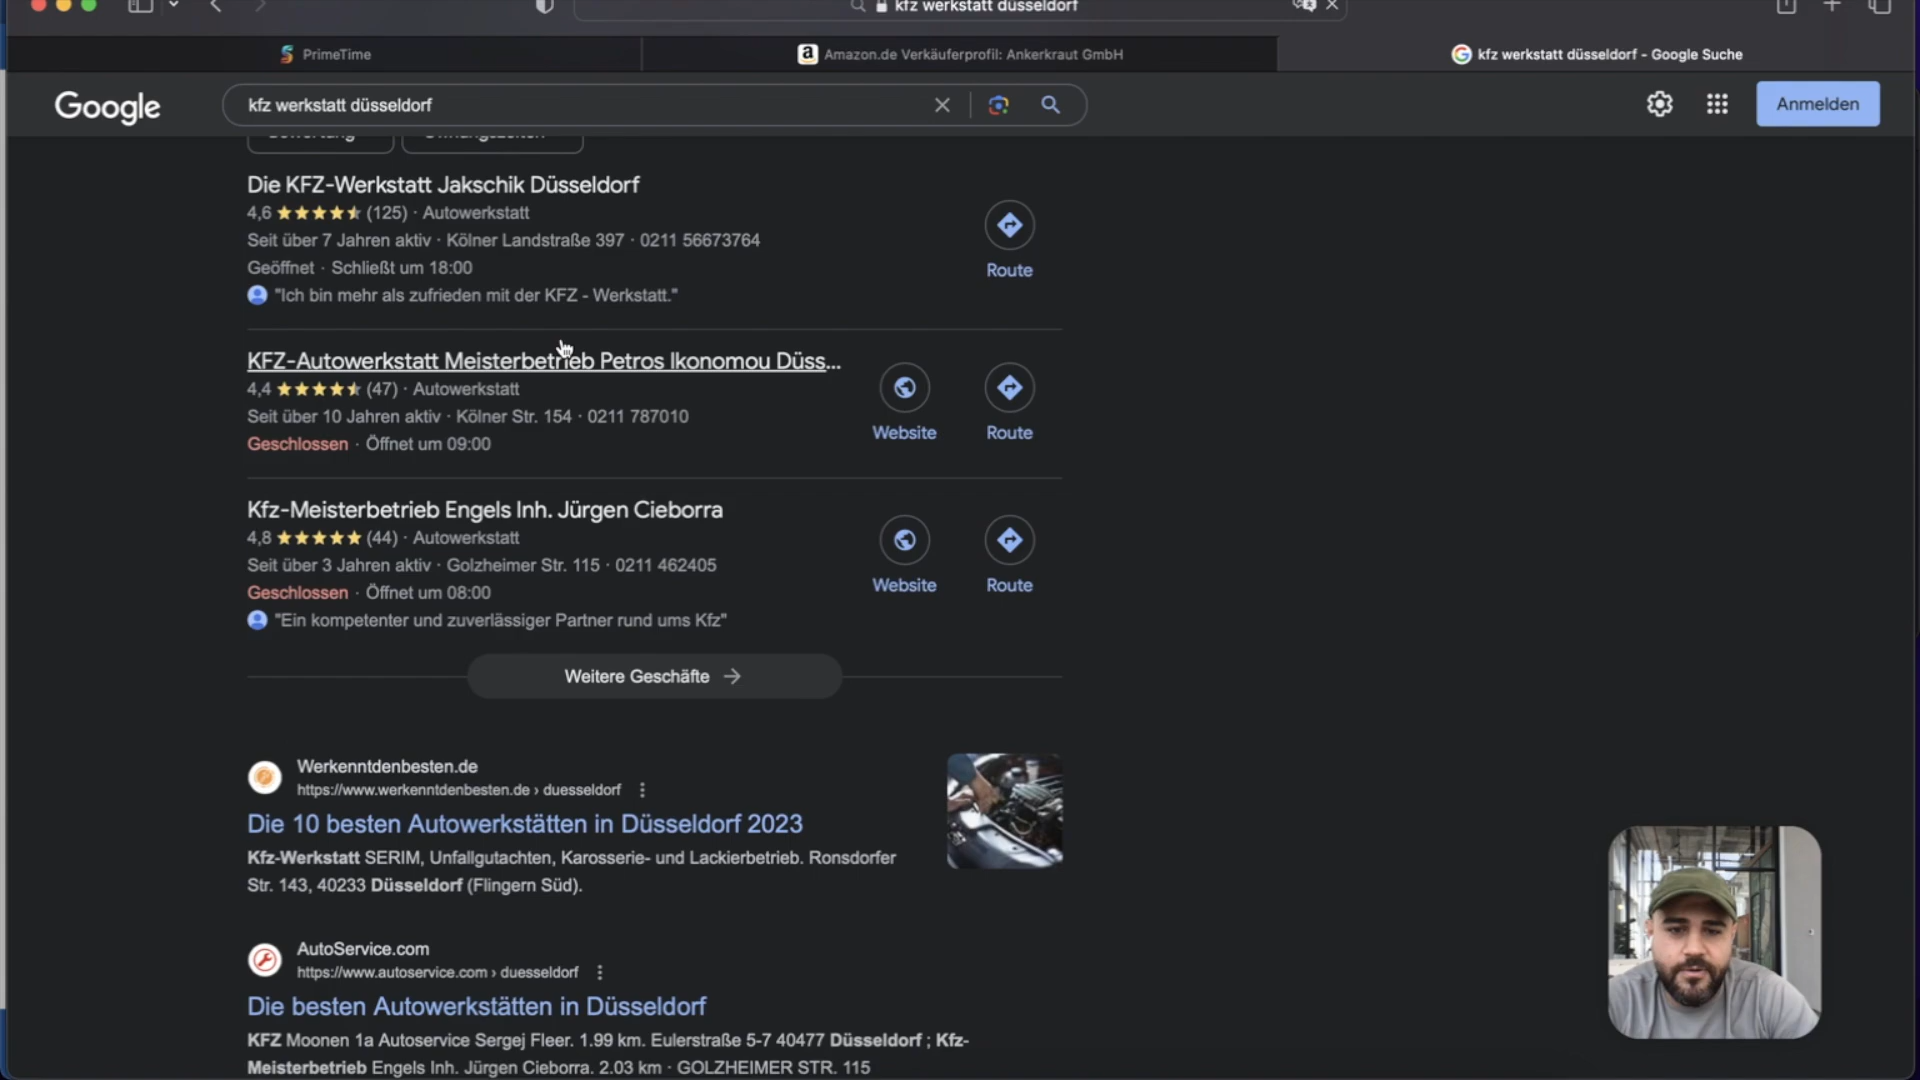 kfz werkstatt düsseldorf
PrimeTime
Amazon.de Verkäuferprofil: Ankerkraut GmbH
kfz werkstatt düsseldorf - Google Suche
Google
kfz werkstatt düsseldorf
Anmelden
Bewertung
Öffnungszeiten
Die KFZ-Werkstatt Jakschik Düsseldorf
4,6 (125) · Autowerkstatt
Seit über 7 Jahren aktiv · Kölner Landstraße 397 · 0211 56673764
Geöffnet · Schließt um 18:00
"Ich bin mehr als zufrieden mit der KFZ - Werkstatt."
Route
KFZ-Autowerkstatt Meisterbetrieb Petros Ikonomou Düss...
4,4 (47) · Autowerkstatt
Seit über 10 Jahren aktiv · Kölner Str. 154 · 0211 787010
Geschlossen · Öffnet um 09:00
Website
Route
Kfz-Meisterbetrieb Engels Inh. Jürgen Cieborra
4,8 (44) · Autowerkstatt
Seit über 3 Jahren aktiv · Golzheimer Str. 115 · 0211 462405
Geschlossen · Öffnet um 08:00
"Ein kompetenter und zuverlässiger Partner rund ums Kfz"
Website
Route
Weitere Geschäfte →
Werkenntdenbesten.de
https://www.werkenntdenbesten.de › duesseldorf
Die 10 besten Autowerkstätten in Düsseldorf 2023
Kfz-Werkstatt SERIM, Unfallgutachten, Karosserie- und Lackierbetrieb. Ronsdorfer
Str. 143, 40233 Düsseldorf (Flingern Süd).
AutoService.com
https://www.autoservice.com › duesseldorf
Die besten Autowerkstätten in Düsseldorf
KFZ Moonen 1a Autoservice Sergej Fleer. 1.99 km. Eulerstraße 5-7 40477 Düsseldorf ; Kfz-
Meisterbetrieb Engels Inh. Jürgen Cieborra. 2.03 km · GOLZHEIMER STR. 115